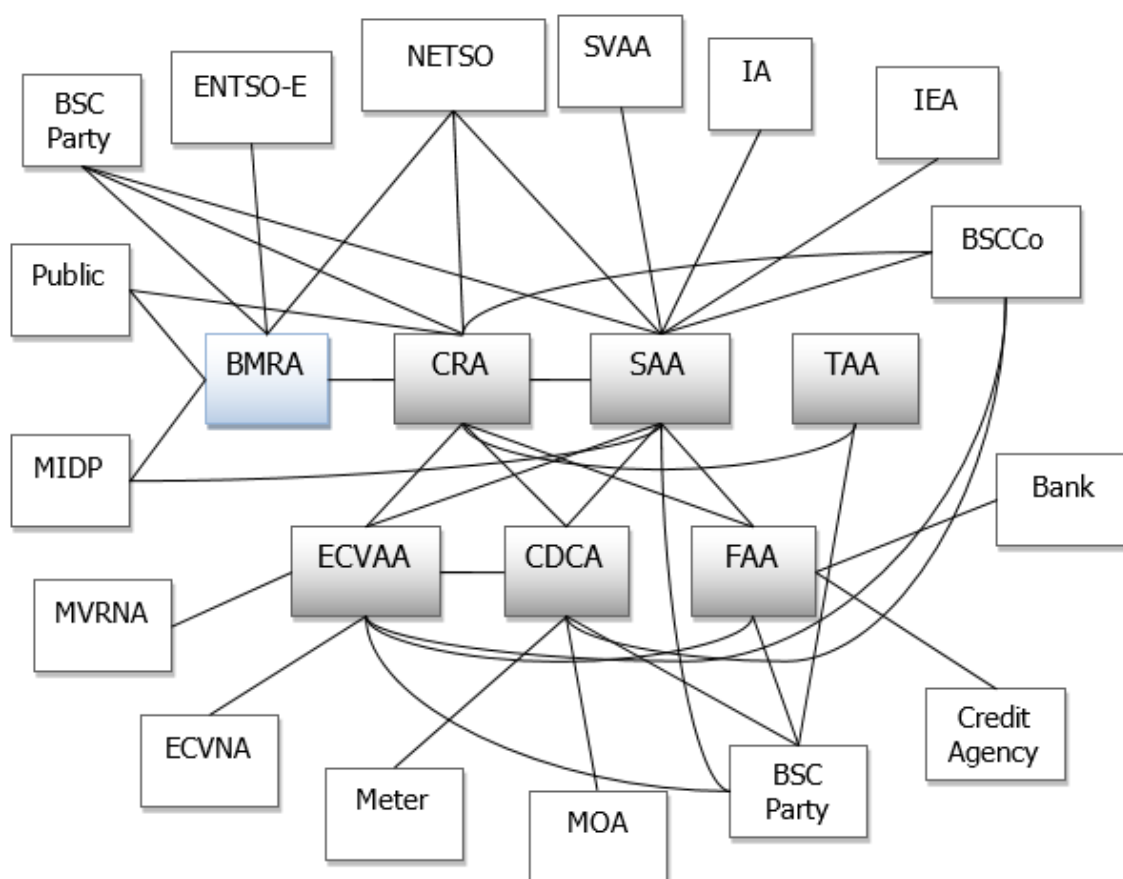 NETSO
SVAA
IA
ENTSO-E
IEA
BSC
Party
BSCCo
Public
BMRA
CRA
SAA
TAA
MIDP
Bank
ECVAA
CDCA
FAA
MVRNA
Credit
Agency
ECVNA
BSC
Party
Meter
MOA